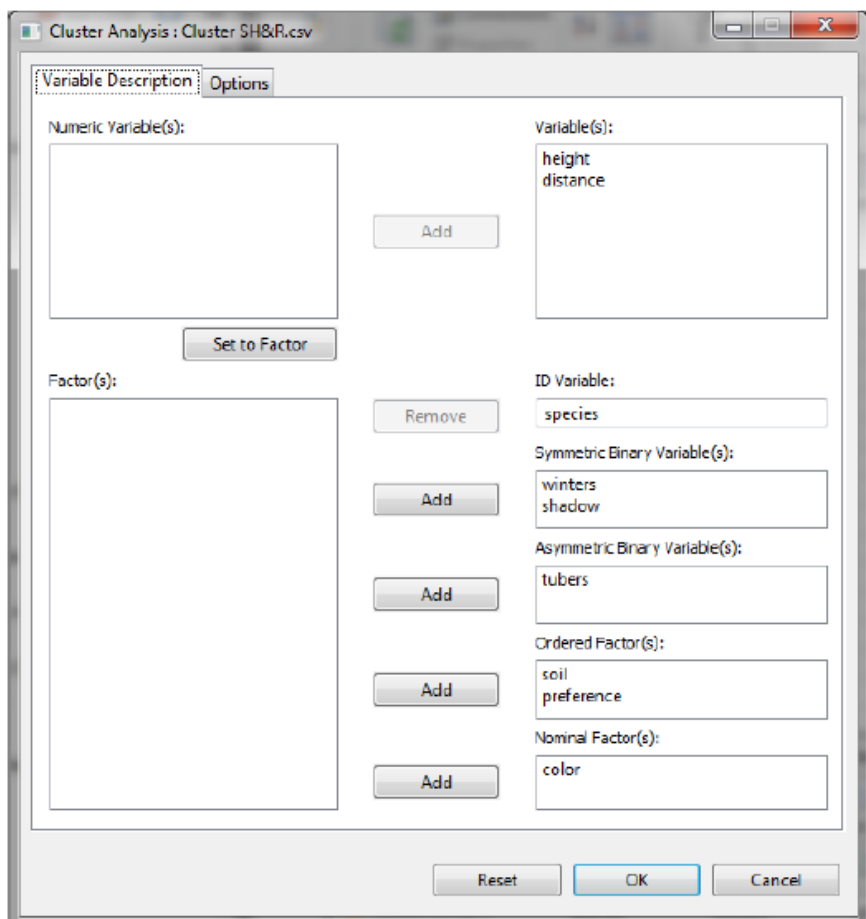 Cluster Analysis : Cluster SH&R.csv
Variable Description
Options
Numeric Variable(s):
Variable(s):
height
distance
Add
Set to Factor
Factor(s):
ID Variable:
Remove
species
Symmetric Binary Variable(s):
winters
shadow
Add
Asymmetric Binary Variable(s):
tubers
Add
Ordered Factor(s):
soil
preference
Add
Nominal Factor(s):
color
Add
Reset
OK
Cancel